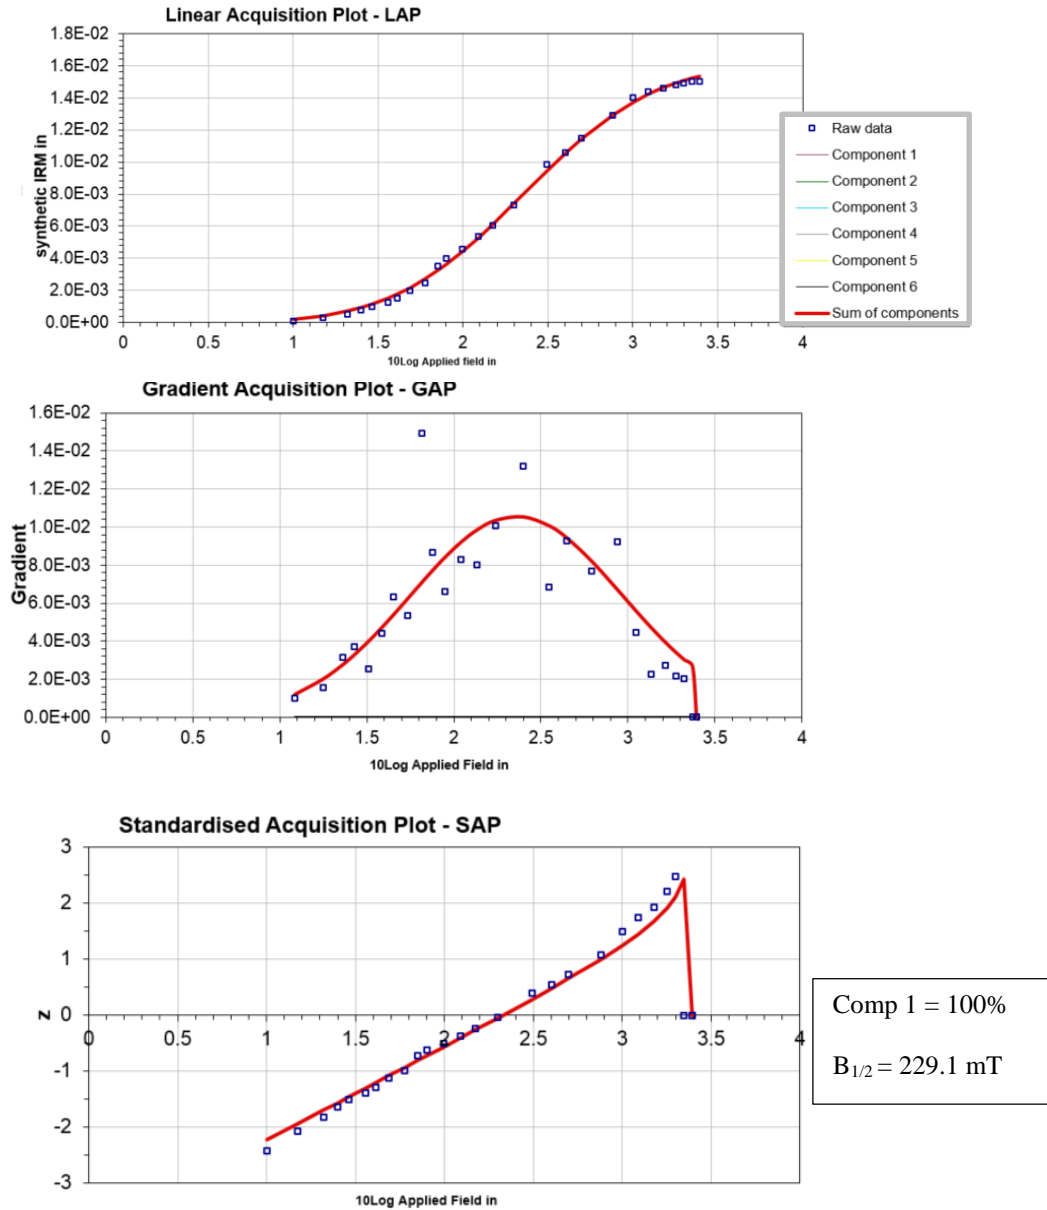 Linear Acquisition Plot - LAP
1.8E-02
1.6E-02
1.4E-02
1.2E-02
1.0E-02
8.0E-03
6.0E-03
4.0E-03
2.0E-03
0.0E+00
synthetic IRM in
0 0.5 1 1.5 2 2.5 3 3.5 4
10Log Applied field in
Raw data
Component 1
Component 2
Component 3
Component 4
Component 5
Component 6
Sum of components
Gradient Acquisition Plot - GAP
1.6E-02
1.4E-02
1.2E-02
1.0E-02
8.0E-03
6.0E-03
4.0E-03
2.0E-03
0.0E+00
Gradient
0 0.5 1 1.5 2 2.5 3 3.5 4
10Log Applied Field in
Standardised Acquisition Plot - SAP
3
2
1
0
-1
-2
-3
z
0 0.5 1 1.5 2 2.5 3 3.5 4
10Log Applied Field in
Comp 1 = 100%
B1/2 = 229.1 mT